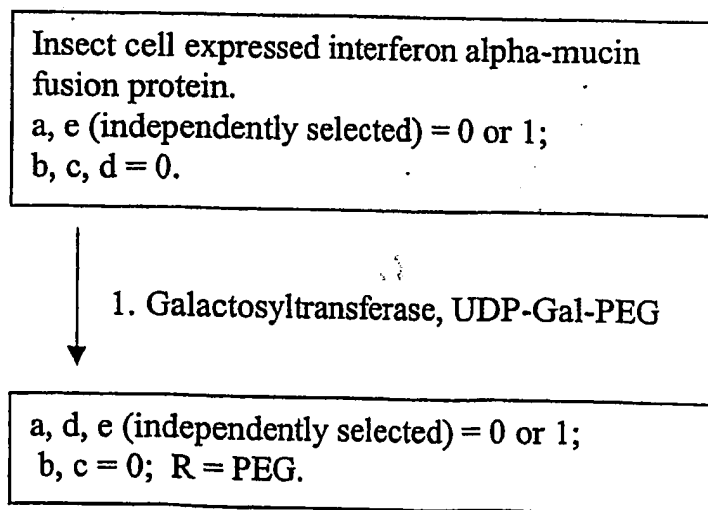 Insect cell expressed interferon alpha-mucin
fusion protein.
a, e (independently selected) = 0 or 1;
b, c, d = 0.
1. Galactosyltransferase, UDP-Gal-PEG
a, d, e (independently selected) = 0 or 1;
b, c = 0; R = PEG.